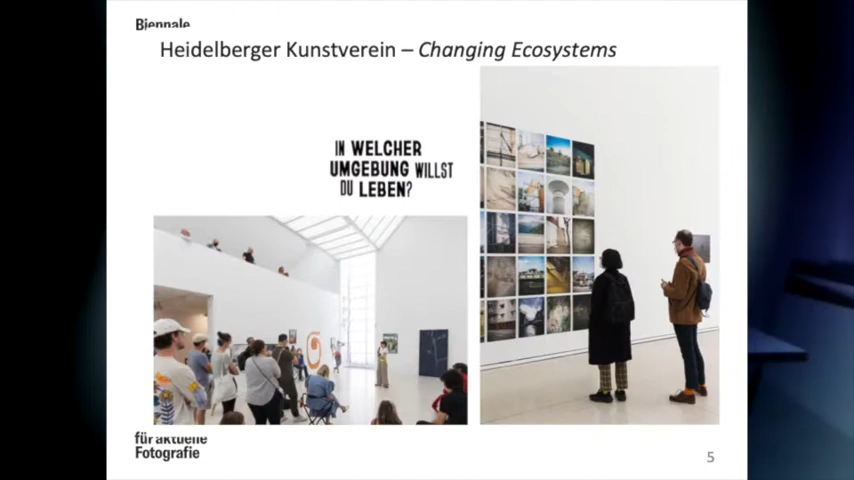 Biennale
Heidelberger Kunstverein – Changing Ecosystems
IN WELCHER
UMGEBUNG WILLST
DU LEBEN?
für aktuelle
Fotografie
5